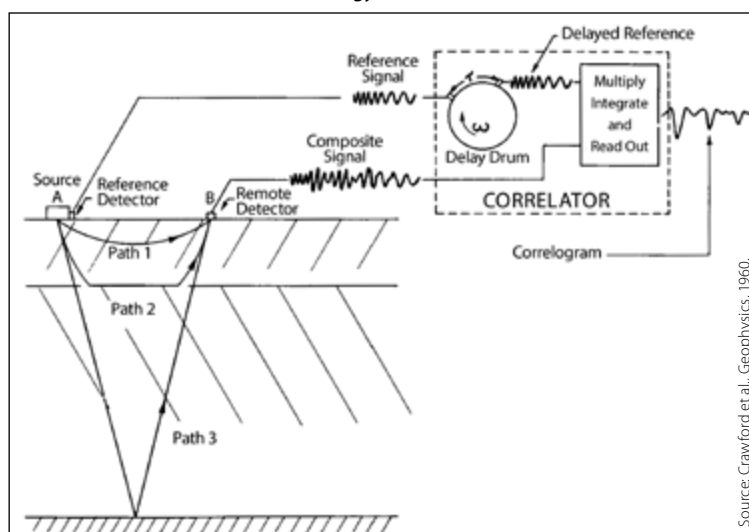 Delayed Reference
Reference
Signal
τ
Multiply
Integrate
and
Read Out
ω
Delay Drum
Composite
Signal
CORRELATOR
Source
A
Reference
Detector
B
Remote
Detector
Path 1
Path 2
Path 3
Correlogram
Source: Crawford et al., Geophysics, 1960.